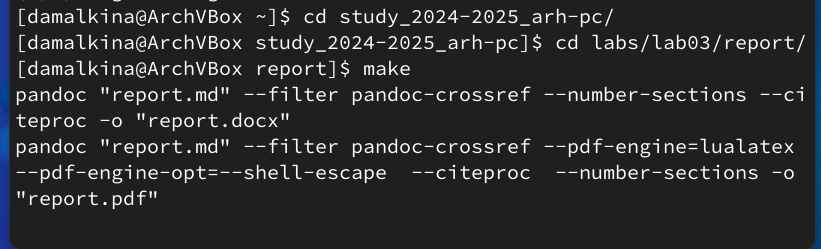 [damalkina@ArchVBox ~]$ cd study_2024-2025_arh-pc/
[damalkina@ArchVBox study_2024-2025_arh-pc]$ cd labs/lab03/report/
[damalkina@ArchVBox report]$ make
pandoc "report.md" --filter pandoc-crossref --number-sections --ci
teproc -o "report.docx"
pandoc "report.md" --filter pandoc-crossref --pdf-engine=lualatex
--pdf-engine-opt=--shell-escape  --citeproc  --number-sections -o
"report.pdf"